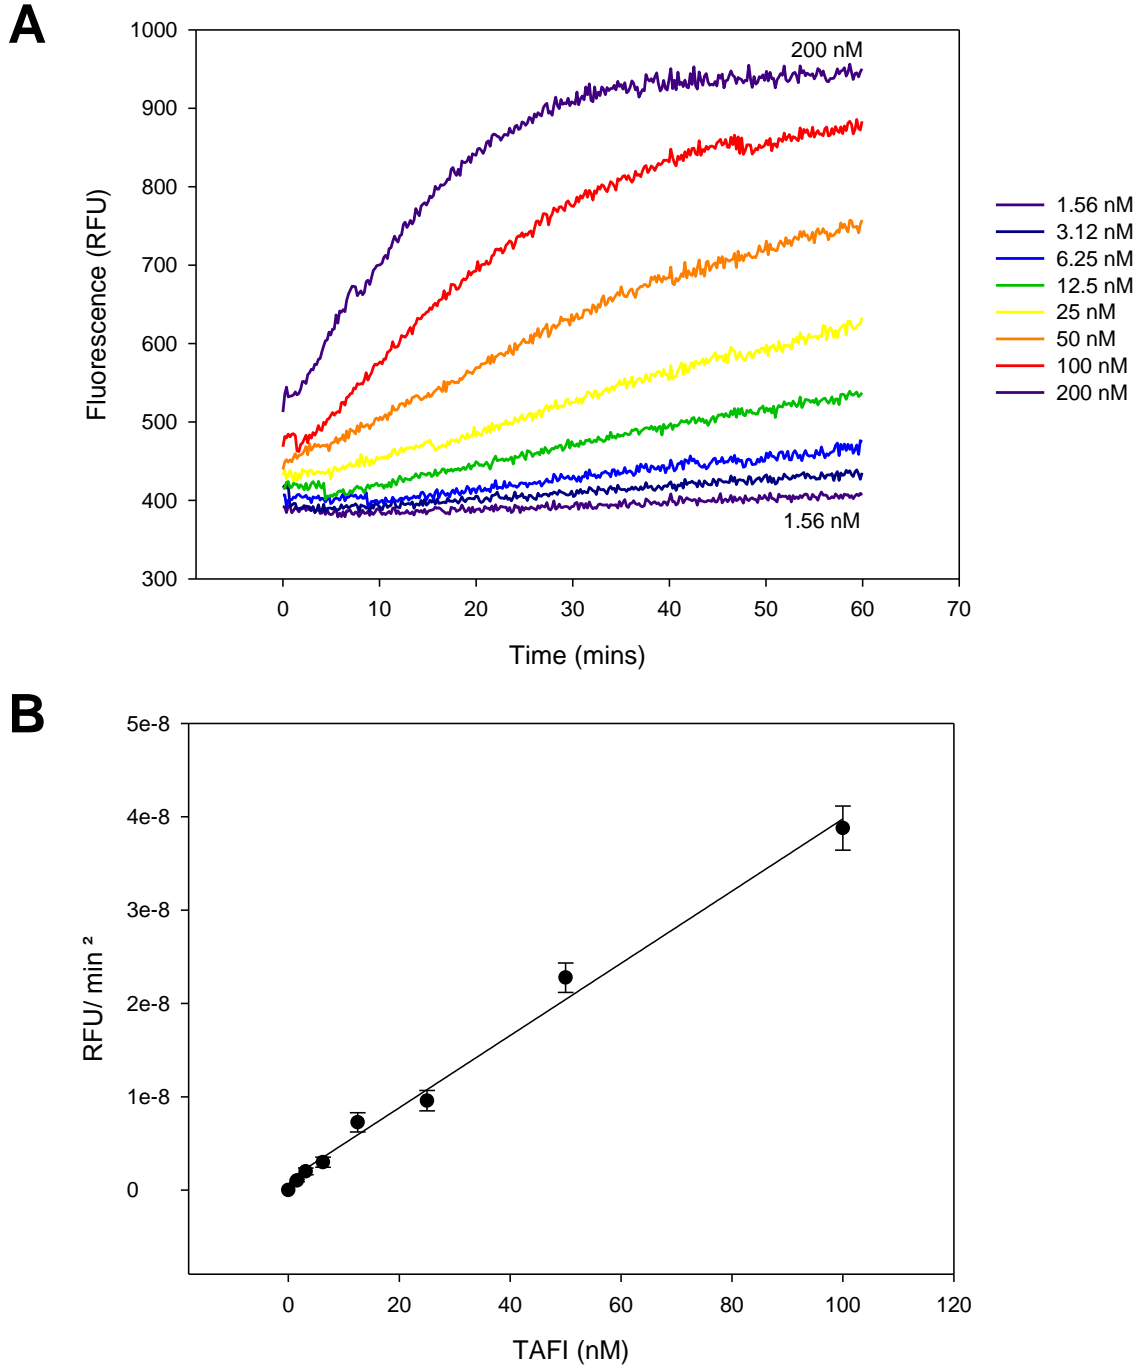 A
1000
900
800
700
600
500
400
300
Fluorescence (RFU)
200 nM
1.56 nM
0 10 20 30 40 50 60 70
Time (mins)
1.56 nM
3.12 nM
6.25 nM
12.5 nM
25 nM
50 nM
100 nM
200 nM
B
5e-8
4e-8
3e-8
2e-8
1e-8
0
RFU/ min ²
0 20 40 60 80 100 120
TAFI (nM)